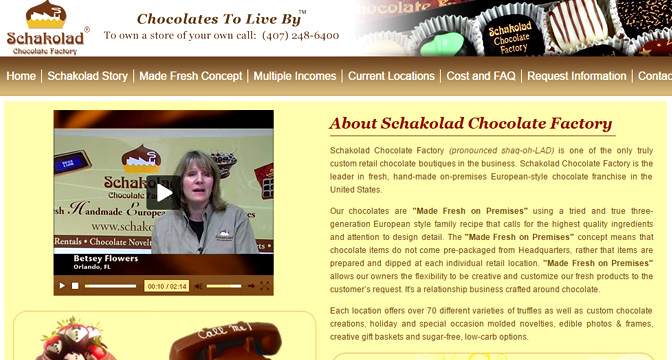 Schakolad®
Chocolate Factory
Chocolates To Live By™
To own a store of your own call: (407) 248-6400
Schakolad
Chocolate
Factory
Home | Schakolad Story | Made Fresh Concept | Multiple Incomes | Current Locations | Cost and FAQ | Request Information | Contac
About Schakolad Chocolate Factory
Schakolad Chocolate Factory (pronounced shaq-oh-LAD) is one of the only truly
custom retail chocolate boutiques in the business. Schakolad Chocolate Factory is the
leader in fresh, hand-made on-premises European-style chocolate franchise in the
United States.
Our chocolates are "Made Fresh on Premises" using a tried and true three-
generation European style family recipe that calls for the highest quality ingredients
and attention to design detail. The "Made Fresh on Premises" concept means that
chocolate items do not come pre-packaged from Headquarters, rather that items are
prepared and dipped at each individual retail location. "Made Fresh on Premises"
allows our owners the flexibility to be creative and customize our fresh products to the
customer's request. It's a relationship business crafted around chocolate.
Each location offers over 70 different varieties of truffles as well as custom chocolate
creations, holiday and special occasion molded novelties, edible photos & frames,
creative gift baskets and sugar-free, low-carb options.
Schakolad
Chocolate Fa
Handmade Europe
www.schako
Rentals • Chocolate Novelt
Betsey Flowers
Orlando, FL
00:10 / 02:14
Call Me!